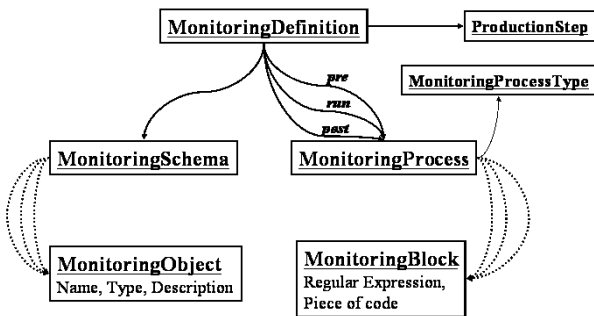 MonitoringDefinition
ProductionStep
pre
MonitoringProcessType
run
post
MonitoringSchema
MonitoringProcess
MonitoringObject
Name, Type, Description
MonitoringBlock
Regular Expression,
Piece of code